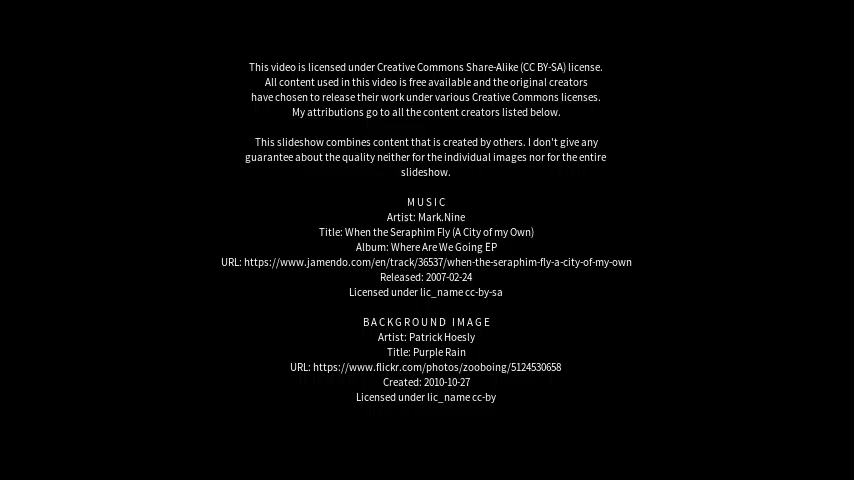 This video is licensed under Creative Commons Share-Alike (CC BY-SA) license.
All content used in this video is free available and the original creators
have chosen to release their work under various Creative Commons licenses.
My attributions go to all the content creators listed below.
This slideshow combines content that is created by others. I don't give any
guarantee about the quality neither for the individual images nor for the entire
slideshow.
M U S I C
Artist: Mark.Nine
Title: When the Seraphim Fly (A City of my Own)
Album: Where Are We Going EP
URL: https://www.jamendo.com/en/track/36537/when-the-seraphim-fly-a-city-of-my-own
Released: 2007-02-24
Licensed under lic_name cc-by-sa
B A C K G R O U N D   I M A G E
Artist: Patrick Hoesly
Title: Purple Rain
URL: https://www.flickr.com/photos/zooboing/5124530658
Created: 2010-10-27
Licensed under lic_name cc-by